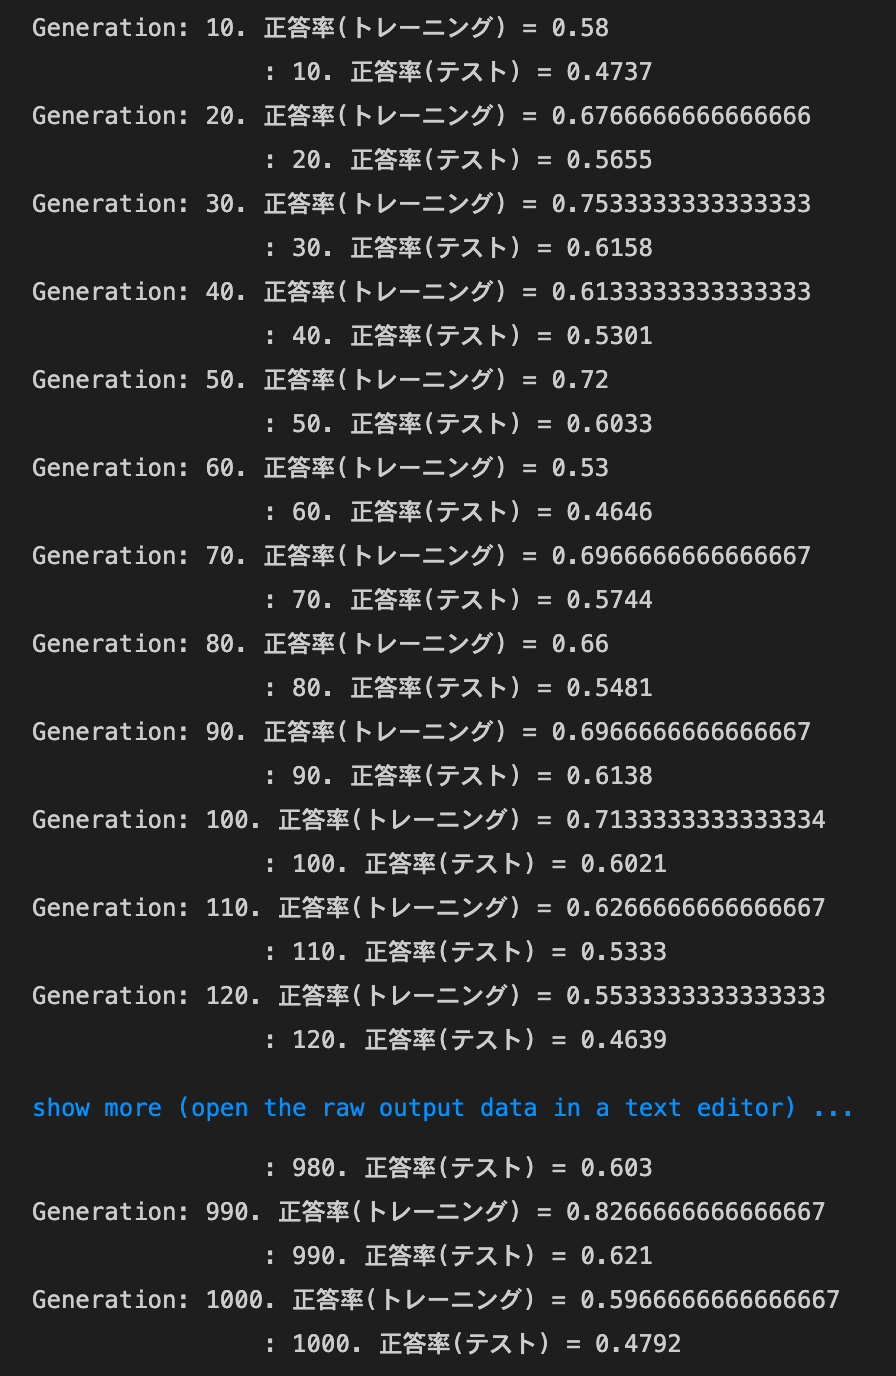 Generation: 10. 正答率(トレーニング) = 0.58
: 10. 正答率(テスト) = 0.4737
Generation: 20. 正答率(トレーニング) = 0.6766666666666666
: 20. 正答率(テスト) = 0.5655
Generation: 30. 正答率(トレーニング) = 0.7533333333333333
: 30. 正答率(テスト) = 0.6158
Generation: 40. 正答率(トレーニング) = 0.6133333333333333
: 40. 正答率(テスト) = 0.5301
Generation: 50. 正答率(トレーニング) = 0.72
: 50. 正答率(テスト) = 0.6033
Generation: 60. 正答率(トレーニング) = 0.53
: 60. 正答率(テスト) = 0.4646
Generation: 70. 正答率(トレーニング) = 0.6966666666666667
: 70. 正答率(テスト) = 0.5744
Generation: 80. 正答率(トレーニング) = 0.66
: 80. 正答率(テスト) = 0.5481
Generation: 90. 正答率(トレーニング) = 0.6966666666666667
: 90. 正答率(テスト) = 0.6138
Generation: 100. 正答率(トレーニング) = 0.7133333333333334
: 100. 正答率(テスト) = 0.6021
Generation: 110. 正答率(トレーニング) = 0.6266666666666667
: 110. 正答率(テスト) = 0.5333
Generation: 120. 正答率(トレーニング) = 0.5533333333333333
: 120. 正答率(テスト) = 0.4639
show more (open the raw output data in a text editor) ...
: 980. 正答率(テスト) = 0.603
Generation: 990. 正答率(トレーニング) = 0.8266666666666667
: 990. 正答率(テスト) = 0.621
Generation: 1000. 正答率(トレーニング) = 0.5966666666666667
: 1000. 正答率(テスト) = 0.4792